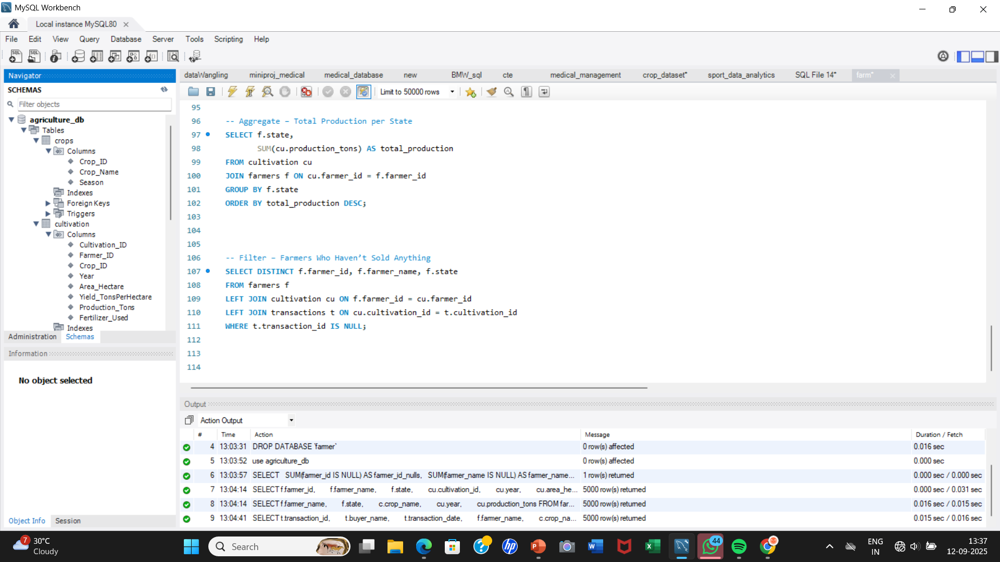 MySQL Workbench
Local instance MySQL80
File Edit View Query Database Server Tools Scripting Help
Navigator
SCHEMAS
Filter objects
agriculture_db
Tables
crops
Columns
Crop_ID
Crop_Name
Season
Indexes
Foreign Keys
Triggers
cultivation
Columns
Cultivation_ID
Farmer_ID
Crop_ID
Year
Area_Hectare
Yield_TonsPerHectare
Production_Tons
Fertilizer_Used
Indexes
Administration Schemas
Information
No object selected
Object Info Session
dataWangling miniproj_medical medical_database new BMW_sql cte medical_management crop_dataset* sport_data_analytics SQL File 14* farm*
Limit to 50000 rows
95
96 -- Aggregate – Total Production per State
97 SELECT f.state,
98 SUM(cu.production_tons) AS total_production
99 FROM cultivation cu
100 JOIN farmers f ON cu.farmer_id = f.farmer_id
101 GROUP BY f.state
102 ORDER BY total_production DESC;
103
104
105
106 -- Filter – Farmers Who Haven’t Sold Anything
107 SELECT DISTINCT f.farmer_id, f.farmer_name, f.state
108 FROM farmers f
109 LEFT JOIN cultivation cu ON f.farmer_id = cu.farmer_id
110 LEFT JOIN transactions t ON cu.cultivation_id = t.cultivation_id
111 WHERE t.transaction_id IS NULL;
112
113
114
Output
Action Output
# Time Action Message Duration / Fetch
4 13:03:31 DROP DATABASE `farmer` 0 row(s) affected 0.016 sec
5 13:03:52 use agriculture_db 0 row(s) affected 0.000 sec
6 13:03:57 SELECT SUM(farmer_id IS NULL) AS farmer_id_nulls, SUM(farmer_name IS NULL) AS farmer_name... 1 row(s) returned 0.000 sec / 0.000 sec
7 13:04:14 SELECT f.farmer_id, f.farmer_name, f.state, cu.cultivation_id, cu.year, cu.area_he... 5000 row(s) returned 0.000 sec / 0.031 sec
8 13:04:14 SELECT f.farmer_name, f.state, c.crop_name, cu.year, cu.production_tons FROM far... 5000 row(s) returned 0.016 sec / 0.015 sec
9 13:04:41 SELECT t.transaction_id, t.buyer_name, t.transaction_date, f.farmer_name, c.crop_na... 5000 row(s) returned 0.015 sec / 0.016 sec
7 30°C
Cloudy
Search
44
ENG
IN
13:37
12-09-2025